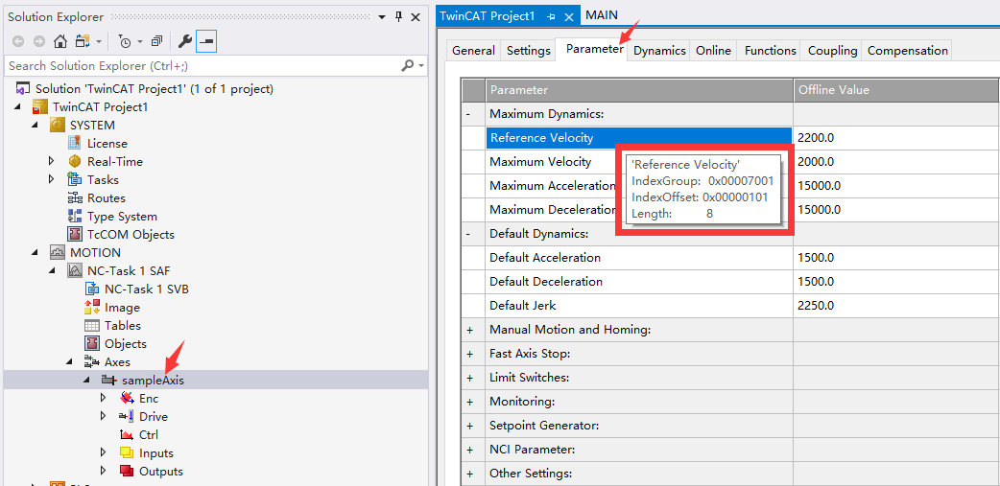 Solution Explorer
Search Solution Explorer (Ctrl+;)
Solution 'TwinCAT Project1' (1 of 1 project)
TwinCAT Project1
SYSTEM
License
Real-Time
Tasks
Routes
Type System
TcCOM Objects
MOTION
NC-Task 1 SAF
NC-Task 1 SVB
Image
Tables
Objects
Axes
sampleAxis
Enc
Drive
Ctrl
Inputs
Outputs
TwinCAT Project1 MAIN
General Settings Parameter Dynamics Online Functions Coupling Compensation
Parameter Offline Value
- Maximum Dynamics:
Reference Velocity 2200.0
Maximum Velocity 2000.0
Maximum Acceleration 15000.0
Maximum Deceleration 15000.0
'Reference Velocity'
IndexGroup: 0x00007001
IndexOffset: 0x00000101
Length: 8
- Default Dynamics:
Default Acceleration 1500.0
Default Deceleration 1500.0
Default Jerk 2250.0
+ Manual Motion and Homing:
+ Fast Axis Stop:
+ Limit Switches:
+ Monitoring:
+ Setpoint Generator:
+ NCI Parameter:
+ Other Settings: